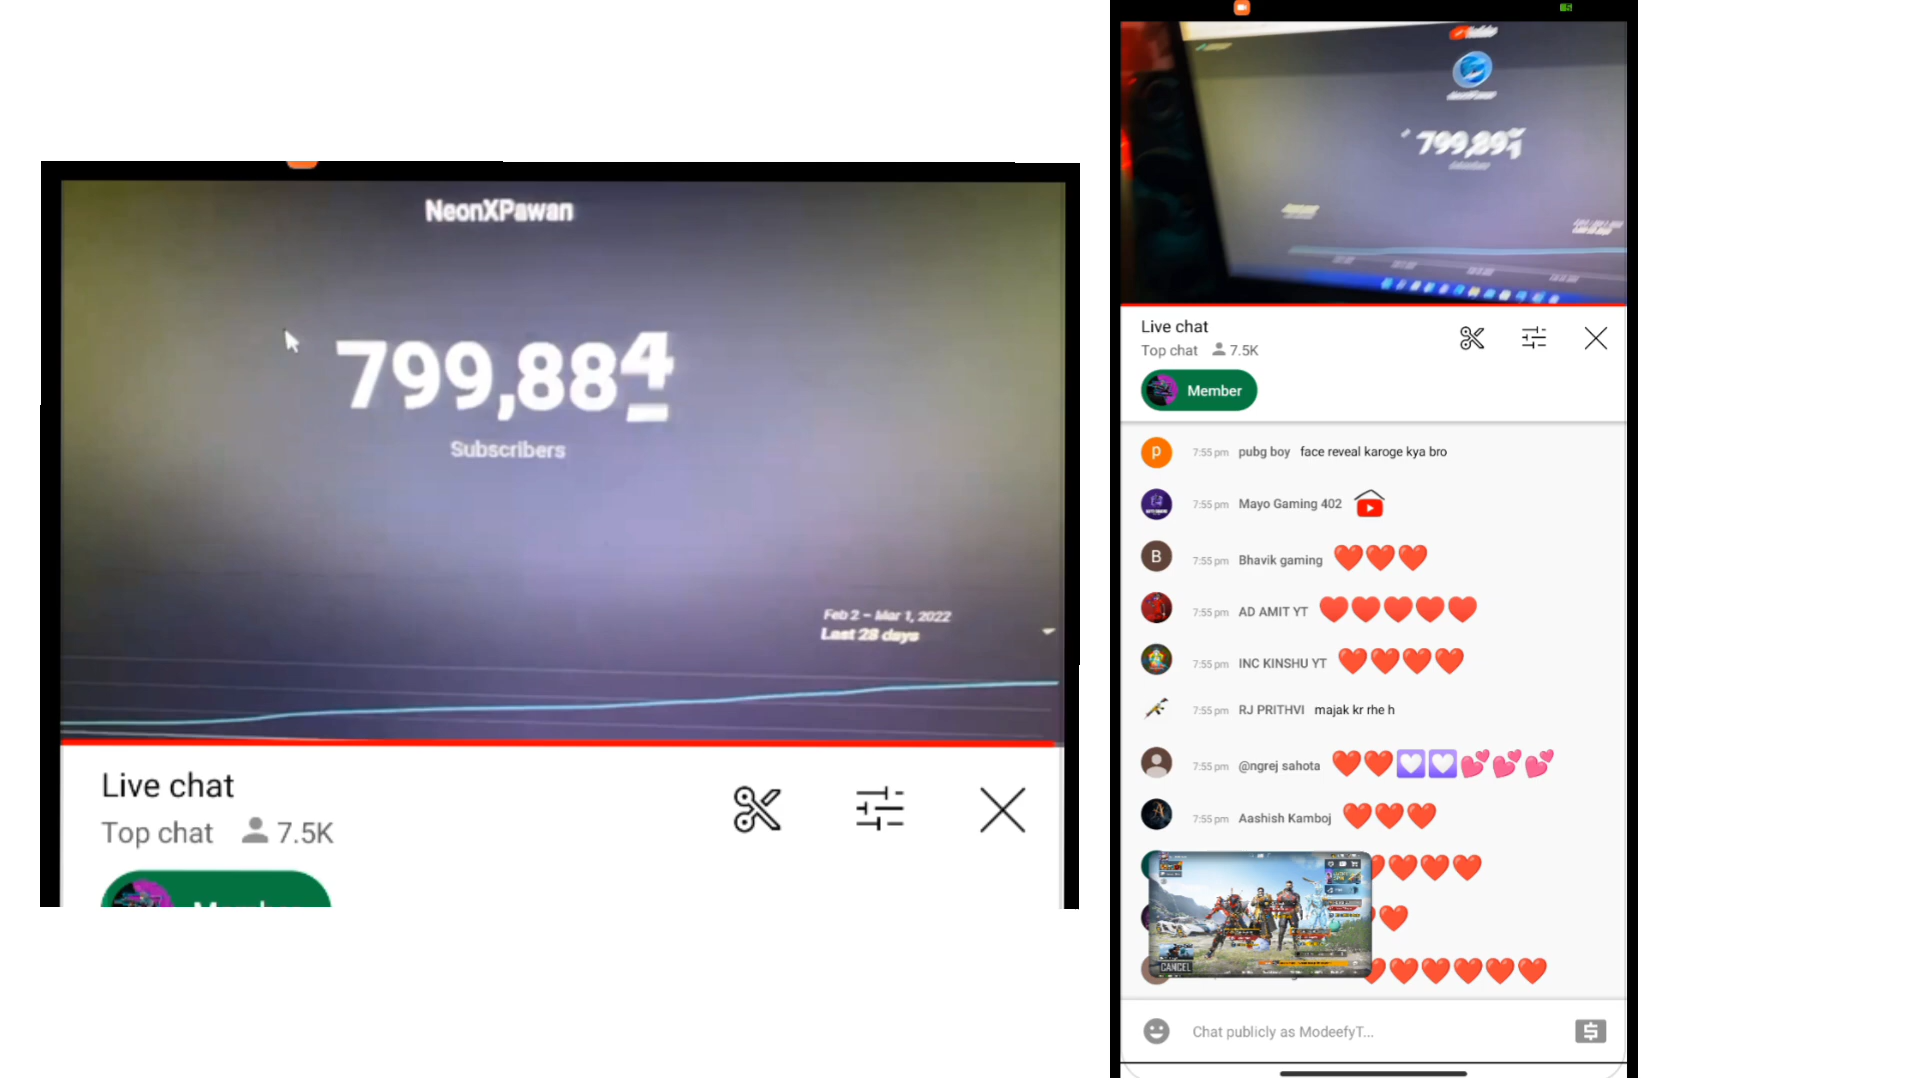 NeonXPawan
799,884
Subscribers
Feb 2 – Mar 1, 2022
Last 28 days
Live chat
Top chat 7.5K
Live chat
Top chat 7.5K
Member
7:55 pm pubg boy face reveal karoge kya bro
7:55 pm Mayo Gaming 402
B 7:55 pm Bhavik gaming ❤️❤️❤️
7:55 pm AD AMIT YT ❤️❤️❤️❤️❤️
7:55 pm INC KINSHU YT ❤️❤️❤️❤️
7:55 pm RJ PRITHVI majak kr rhe h
7:55 pm @ngrej sahota ❤️❤️💟💟💕💕💕
7:55 pm Aashish Kamboj ❤️❤️❤️
CANCEL
Chat publicly as ModeefyT...